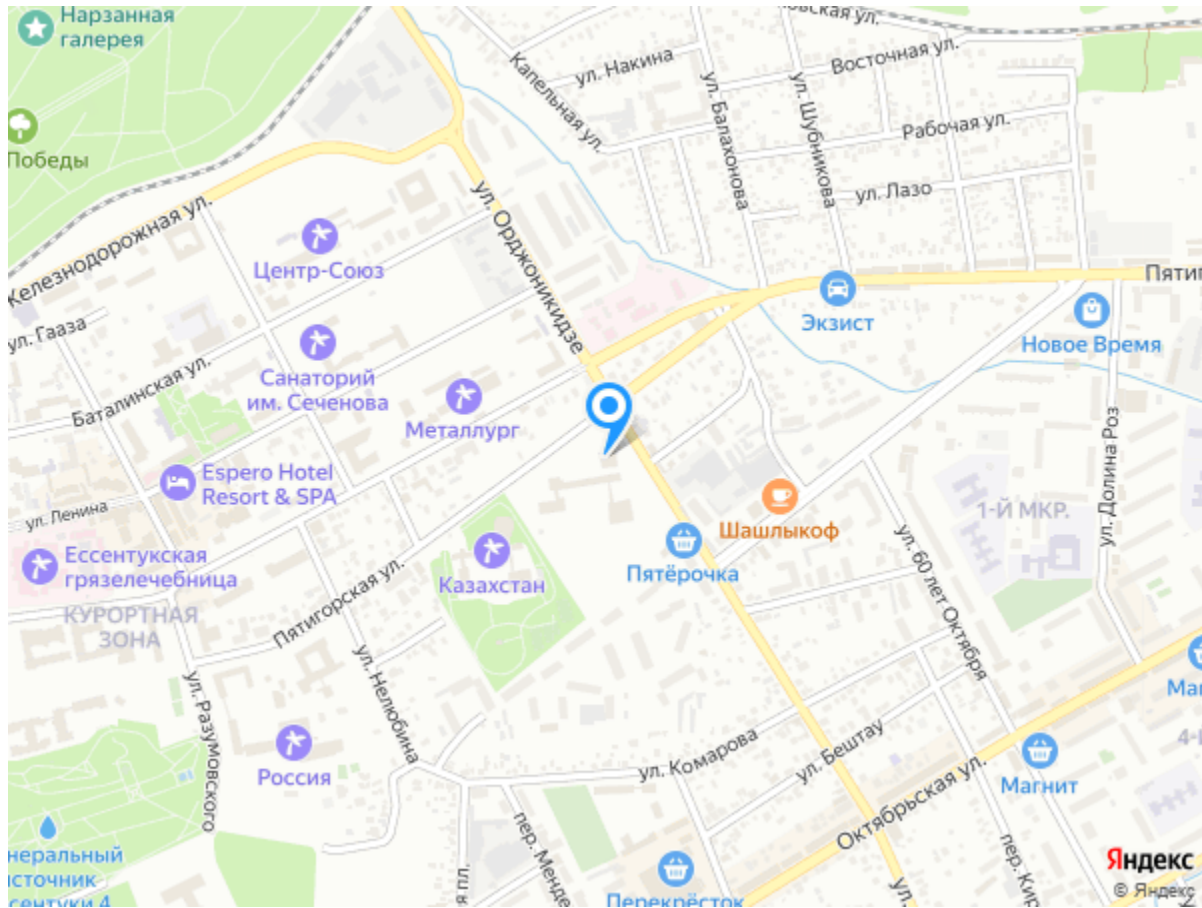 Нарзанная
галерея
Победы
Железнодорожная ул.
Центр-Союз
ул. Орджоникидзе
Капельная ул.
ул. Накина
ул. Балахонова
ул. Шубникова
Восточная ул.
Рабочая ул.
ул. Лазо
Экзист
Новое Время
ул. Гааза
Баталинская ул.
Санаторий
им. Сеченова
Металлург
Espero Hotel
Resort & SPA
ул. Ленина
Ессентукская
грязелечебница
КУРОРТНАЯ
ЗОНА
Пятигорская ул.
Казахстан
Шашлыкоф
Пятёрочка
1-Й МКР.
ул. Долина Роз
ул. 60 лет Октября
ул. Нелюбина
ул. Разумовского
Россия
ул. Комарова
ул. Бештау
Октябрьская ул.
Магнит
Перекрёсток
Яндекс
© Яндекс